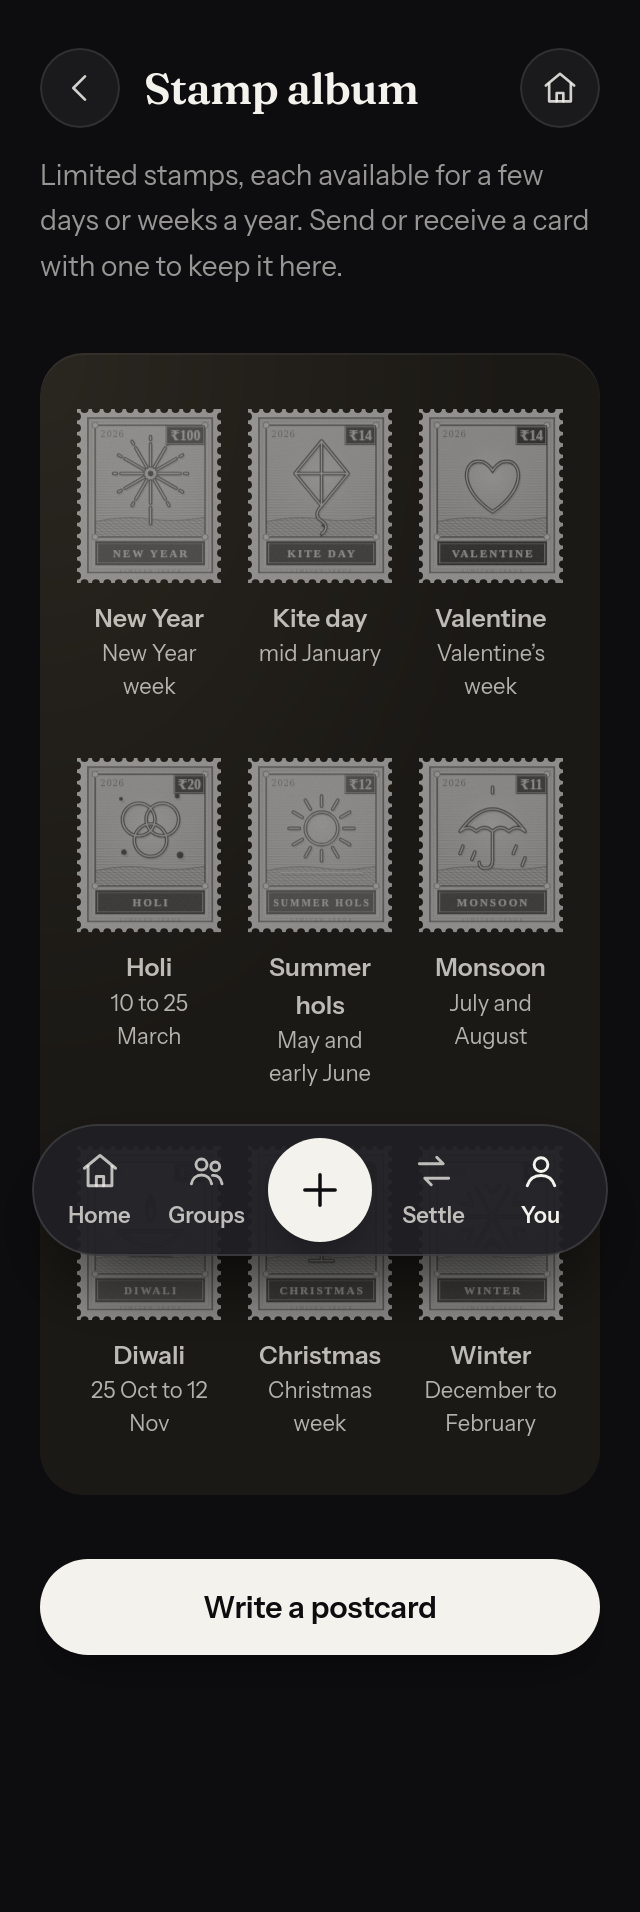 Stamp album
Limited stamps, each available for a few
days or weeks a year. Send or receive a card
with one to keep it here.
2026 ₹100
NEW YEAR
2026 ₹14
KITE DAY
2026 ₹14
VALENTINE
New Year
New Year
week
Kite day
mid January
Valentine
Valentine’s
week
2026 ₹20
HOLI
2026 ₹12
SUMMER HOLS
2026 ₹11
MONSOON
Holi
10 to 25
March
Summer
hols
May and
early June
Monsoon
July and
August
Home
Groups
Settle
You
DIWALI
CHRISTMAS
WINTER
Diwali
25 Oct to 12
Nov
Christmas
Christmas
week
Winter
December to
February
Write a postcard